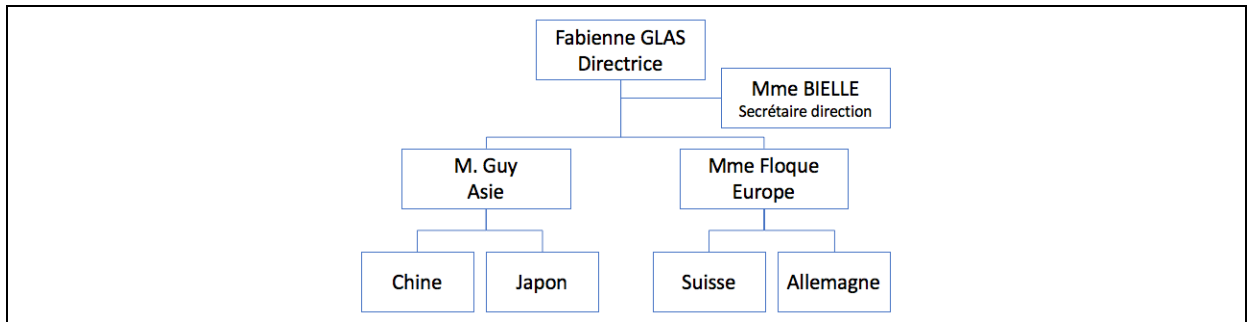 Fabienne GLAS
Directrice
Mme BIELLE
Secrétaire direction
M. Guy
Asie
Mme Floque
Europe
Chine
Japon
Suisse
Allemagne